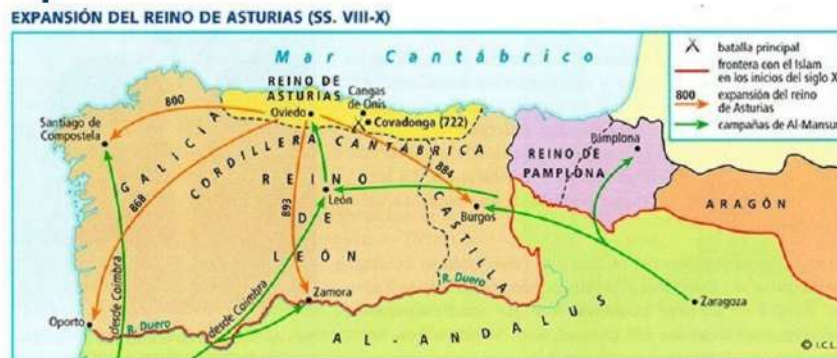 EXPANSIÓN DEL REINO DE ASTURIAS (SS. VIII-X)
Mar Cantábrico
batalla principal
frontera con el Islam
en los inicios del siglo X
800 expansión del reino
de Asturias
campañas de Al-Mansur
REINO DE
ASTURIAS
Cangas
de Onís
Oviedo
Covadonga (722)
800
Santiago de
Compostela
GALICIA
CORDILLERA CANTÁBRICA
868
893
884
REINO
DE
LEÓN
León
CASTILLA
Burgos
Pamplona
REINO DE
PAMPLONA
ARAGÓN
desde Coimbra
desde Coimbra
Oporto
R. Duero
Zamora
R. Duero
Zaragoza
AL-ANDALUS